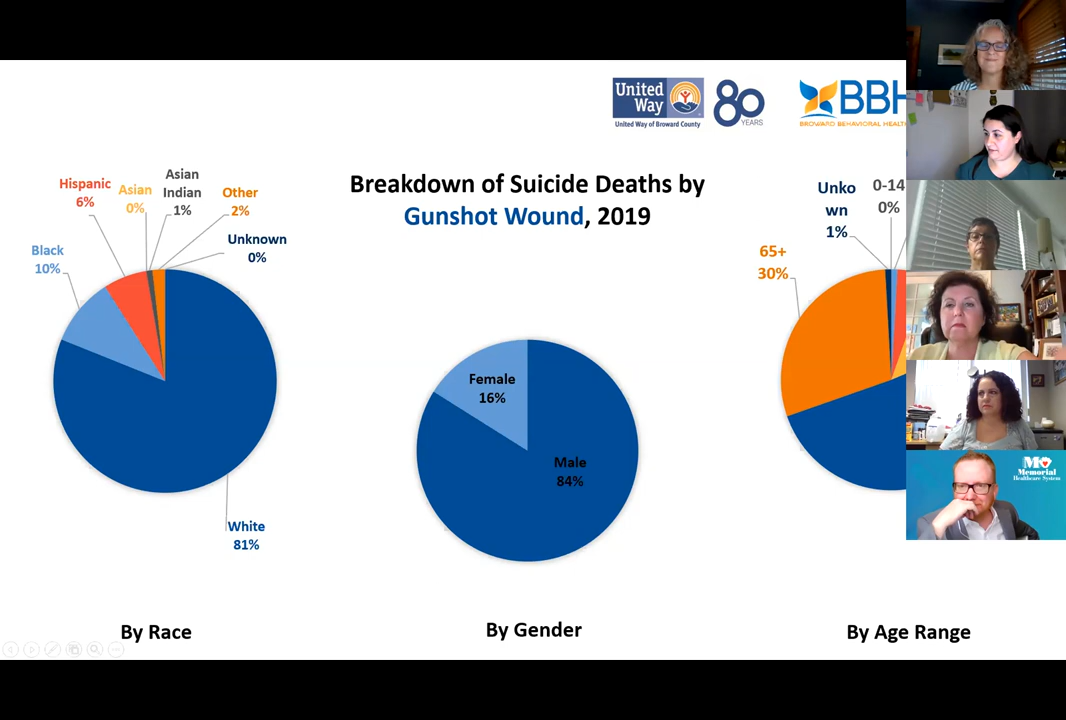 United
Way
United Way of Broward County
80
YEARS
BBH
BROWARD BEHAVIORAL HEALT
Breakdown of Suicide Deaths by
Gunshot Wound, 2019
Hispanic
6%
Asian
0%
Asian
Indian
1%
Other
2%
Unknown
0%
Black
10%
White
81%
By Race
Female
16%
Male
84%
By Gender
Unko
wn
1%
0-14
0%
65+
30%
By Age Range
Memorial
Healthcare System